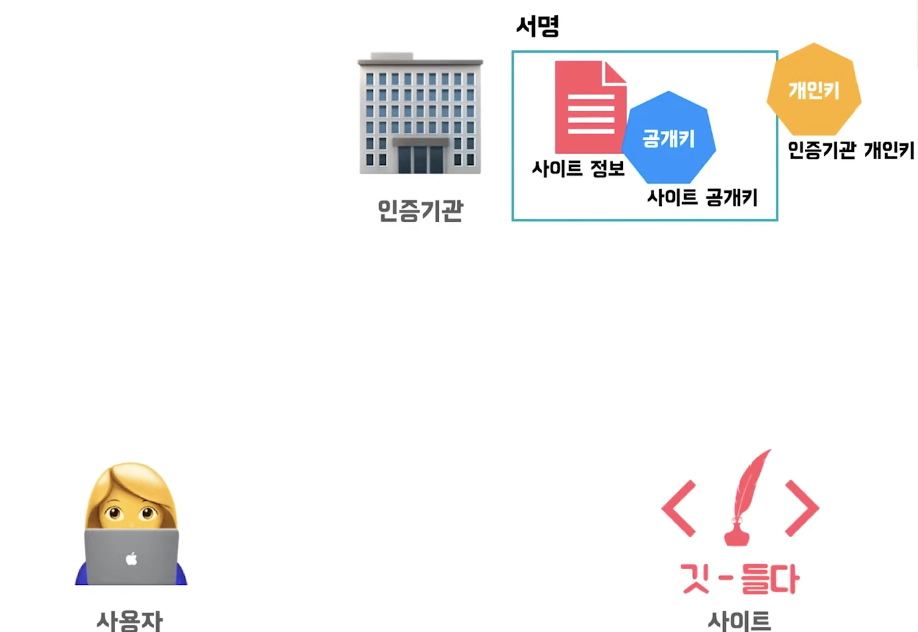 서명
개인키
공개키
인증기관 개인키
사이트 정보
사이트 공개키
인증기관
깃-들다
사용자
사이트